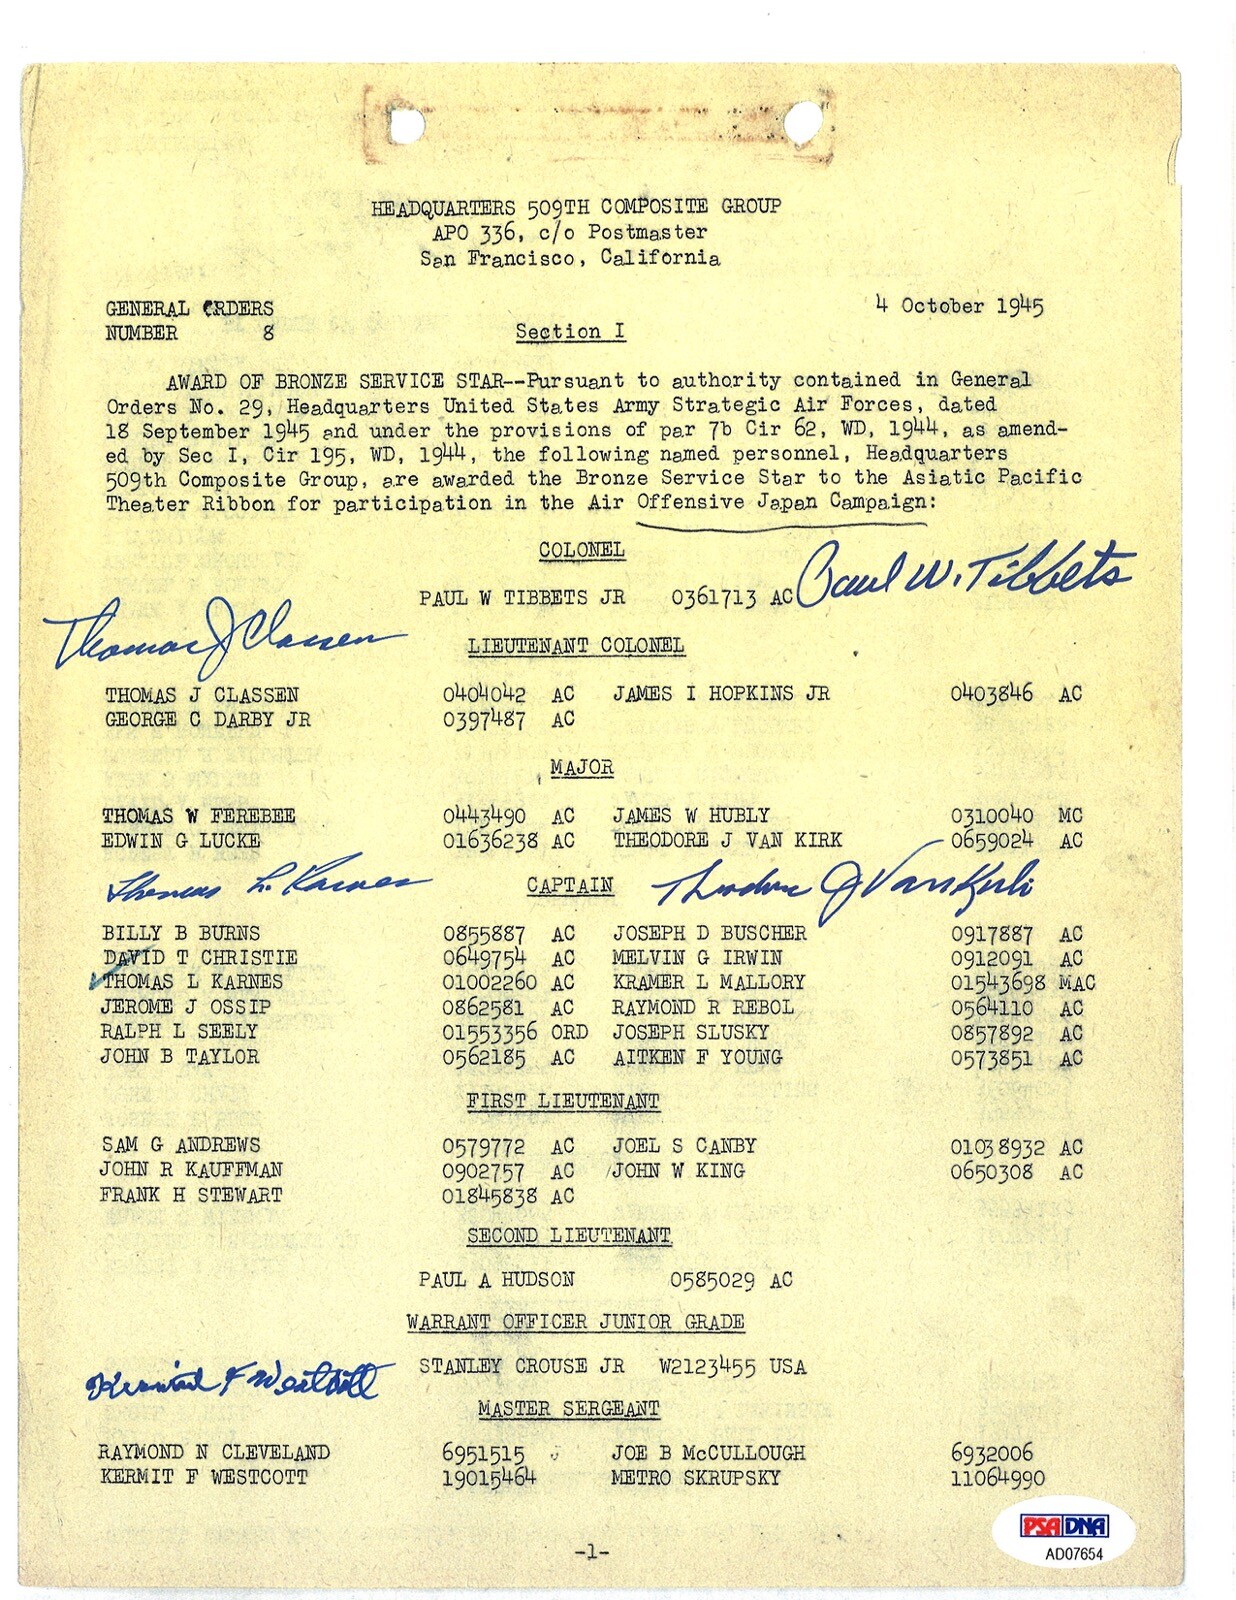 HEADQUARTERS 509TH COMPOSITE GROUP
APO 336, c/o Postmaster
San Francisco, California
GENERAL ORDERS 4 October 1945
NUMBER 8 Section I
AWARD OF BRONZE SERVICE STAR--Pursuant to authority contained in General
Orders No. 29, Headquarters United States Army Strategic Air Forces, dated
18 September 1945 and under the provisions of par 7b Cir 62, WD, 1944, as amend-
ed by Sec I, Cir 195, WD, 1944, the following named personnel, Headquarters
509th Composite Group, are awarded the Bronze Service Star to the Asiatic Pacific
Theater Ribbon for participation in the Air Offensive Japan Campaign:
COLONEL
PAUL W TIBBETS JR 0361713 AC Paul W. Tibbets
Thomas J Classen
LIEUTENANT COLONEL
THOMAS J CLASSEN 0404042 AC JAMES I HOPKINS JR 0403846 AC
GEORGE C DARBY JR 0397487 AC
MAJOR
THOMAS W FEREBEE 0443490 AC JAMES W HUBLY 0310040 MC
EDWIN G LUCKE 01636238 AC THEODORE J VAN KIRK 0659024 AC
Thomas L. Karnes CAPTAIN Theodore J VanKirk
BILLY B BURNS 0855887 AC JOSEPH D BUSCHER 0917887 AC
DAVID T CHRISTIE 0649754 AC MELVIN G IRWIN 0912091 AC
THOMAS L KARNES 01002260 AC KRAMER L MALLORY 01543698 MAC
JEROME J OSSIP 0862581 AC RAYMOND R REBOL 0564110 AC
RALPH L SEELY 01553356 ORD JOSEPH SLUSKY 0857892 AC
JOHN B TAYLOR 0562185 AC AITKEN F YOUNG 0573851 AC
FIRST LIEUTENANT
SAM G ANDREWS 0579772 AC JOEL S CANBY 01038932 AC
JOHN R KAUFFMAN 0902757 AC JOHN W KING 0650308 AC
FRANK H STEWART 01845838 AC
SECOND LIEUTENANT
PAUL A HUDSON 0585029 AC
WARRANT OFFICER JUNIOR GRADE
STANLEY CROUSE JR W2123455 USA
Kermit F Westcott
MASTER SERGEANT
RAYMOND N CLEVELAND 6951515 JOE B McCULLOUGH 6932006
KERMIT F WESTCOTT 19015464 METRO SKRUPSKY 11064990
PSA DNA
AD07654
-1-